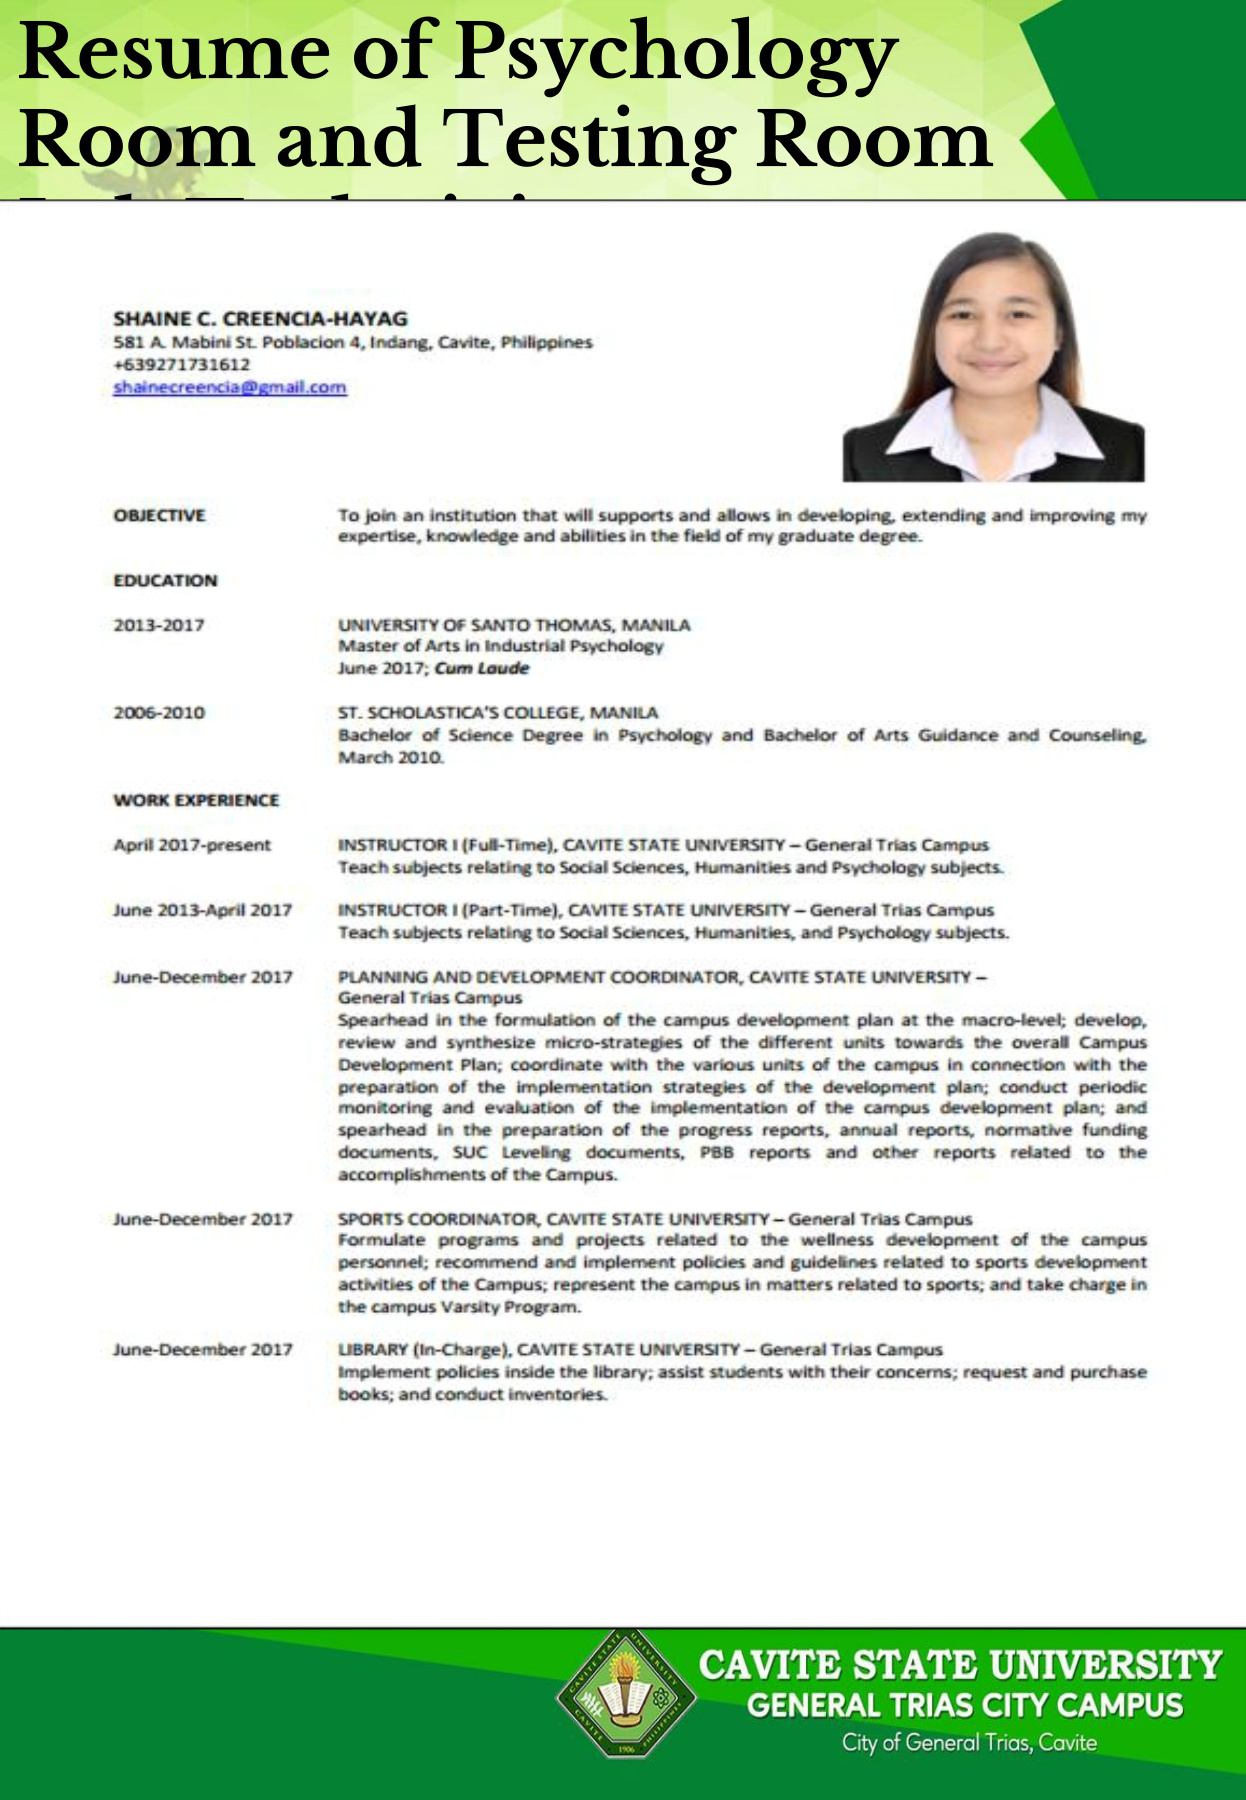 Resume of Psychology
Room and Testing Room
SHAINE C. CREENCIA-HAYAG
581 A. Mabini St. Poblacion 4, Indang, Cavite, Philippines
+639271731612
shainecreencia@gmail.com
OBJECTIVE To join an institution that will supports and allows in developing, extending and improving my
expertise, knowledge and abilities in the field of my graduate degree.
EDUCATION
2013-2017 UNIVERSITY OF SANTO THOMAS, MANILA
Master of Arts in Industrial Psychology
June 2017; Cum Laude
2006-2010 ST. SCHOLASTICA'S COLLEGE, MANILA
Bachelor of Science Degree in Psychology and Bachelor of Arts Guidance and Counseling,
March 2010.
WORK EXPERIENCE
April 2017-present INSTRUCTOR I (Full-Time), CAVITE STATE UNIVERSITY – General Trias Campus
Teach subjects relating to Social Sciences, Humanities and Psychology subjects.
June 2013-April 2017 INSTRUCTOR I (Part-Time), CAVITE STATE UNIVERSITY – General Trias Campus
Teach subjects relating to Social Sciences, Humanities, and Psychology subjects.
June-December 2017 PLANNING AND DEVELOPMENT COORDINATOR, CAVITE STATE UNIVERSITY –
General Trias Campus
Spearhead in the formulation of the campus development plan at the macro-level; develop,
review and synthesize micro-strategies of the different units towards the overall Campus
Development Plan; coordinate with the various units of the campus in connection with the
preparation of the implementation strategies of the development plan; conduct periodic
monitoring and evaluation of the implementation of the campus development plan; and
spearhead in the preparation of the progress reports, annual reports, normative funding
documents, SUC Leveling documents, PBB reports and other reports related to the
accomplishments of the Campus.
June-December 2017 SPORTS COORDINATOR, CAVITE STATE UNIVERSITY – General Trias Campus
Formulate programs and projects related to the wellness development of the campus
personnel; recommend and implement policies and guidelines related to sports development
activities of the Campus; represent the campus in matters related to sports; and take charge in
the campus Varsity Program.
June-December 2017 LIBRARY (In-Charge), CAVITE STATE UNIVERSITY – General Trias Campus
Implement policies inside the library; assist students with their concerns; request and purchase
books; and conduct inventories.
CAVITE STATE UNIVERSITY
CAVITE PHILIPPINES
1906
CAVITE STATE UNIVERSITY
GENERAL TRIAS CITY CAMPUS
City of General Trias, Cavite